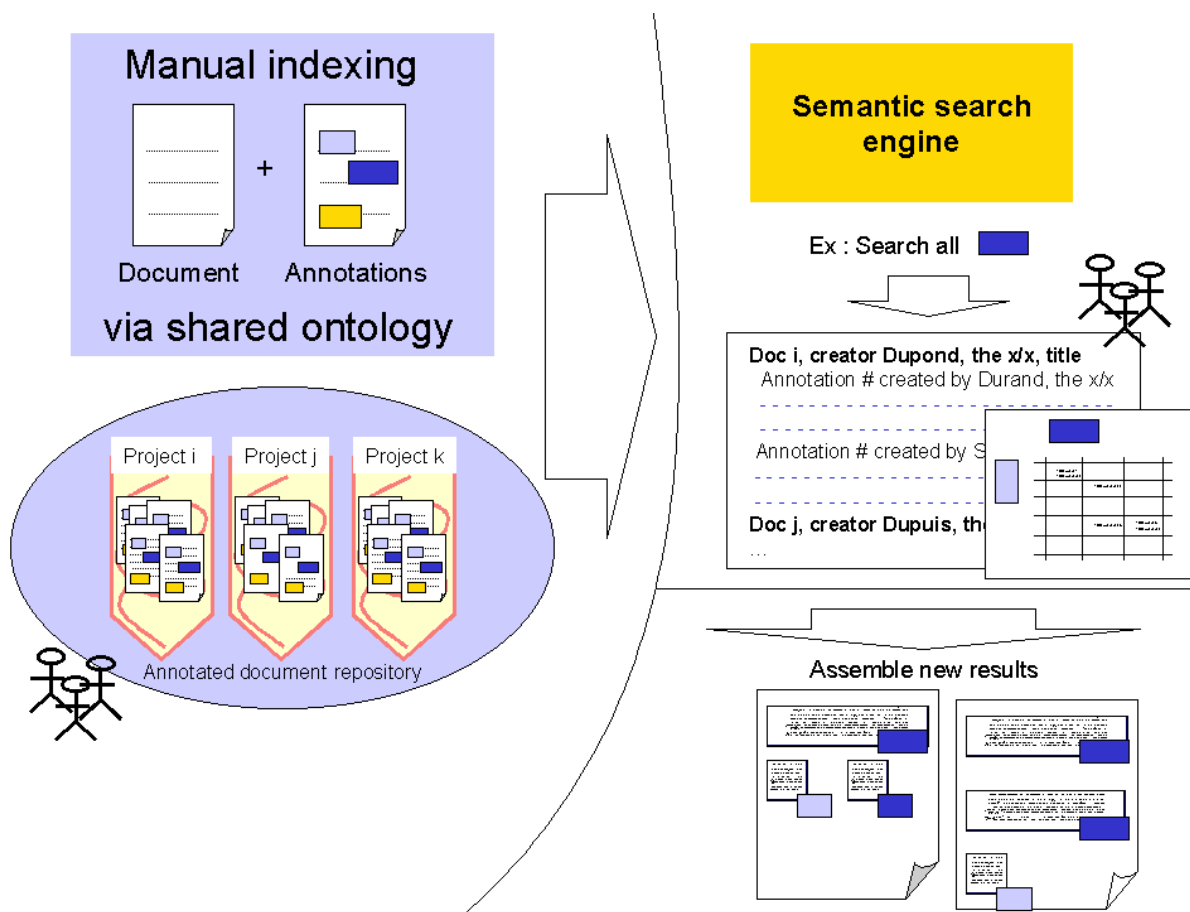 Manual indexing
+
Document
Annotations
via shared ontology
Project i
Project j
Project k
Annotated document repository
Semantic search
engine
Ex : Search all
Doc i, creator Dupond, the x/x, title
Annotation # created by Durand, the x/x
Annotation # created by S
Doc j, creator Dupuis, the
...
Assemble new results